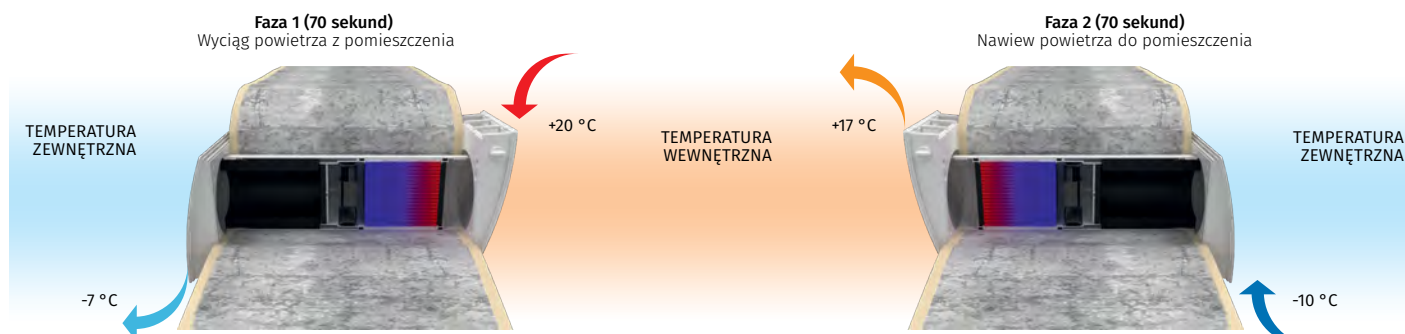 Faza 1 (70 sekund)
Wyciąg powietrza z pomieszczenia
TEMPERATURA
ZEWNĘTRZNA
+20 °C
-7 °C
TEMPERATURA
WEWNĘTRZNA
Faza 2 (70 sekund)
Nawiew powietrza do pomieszczenia
+17 °C
TEMPERATURA
ZEWNĘTRZNA
-10 °C